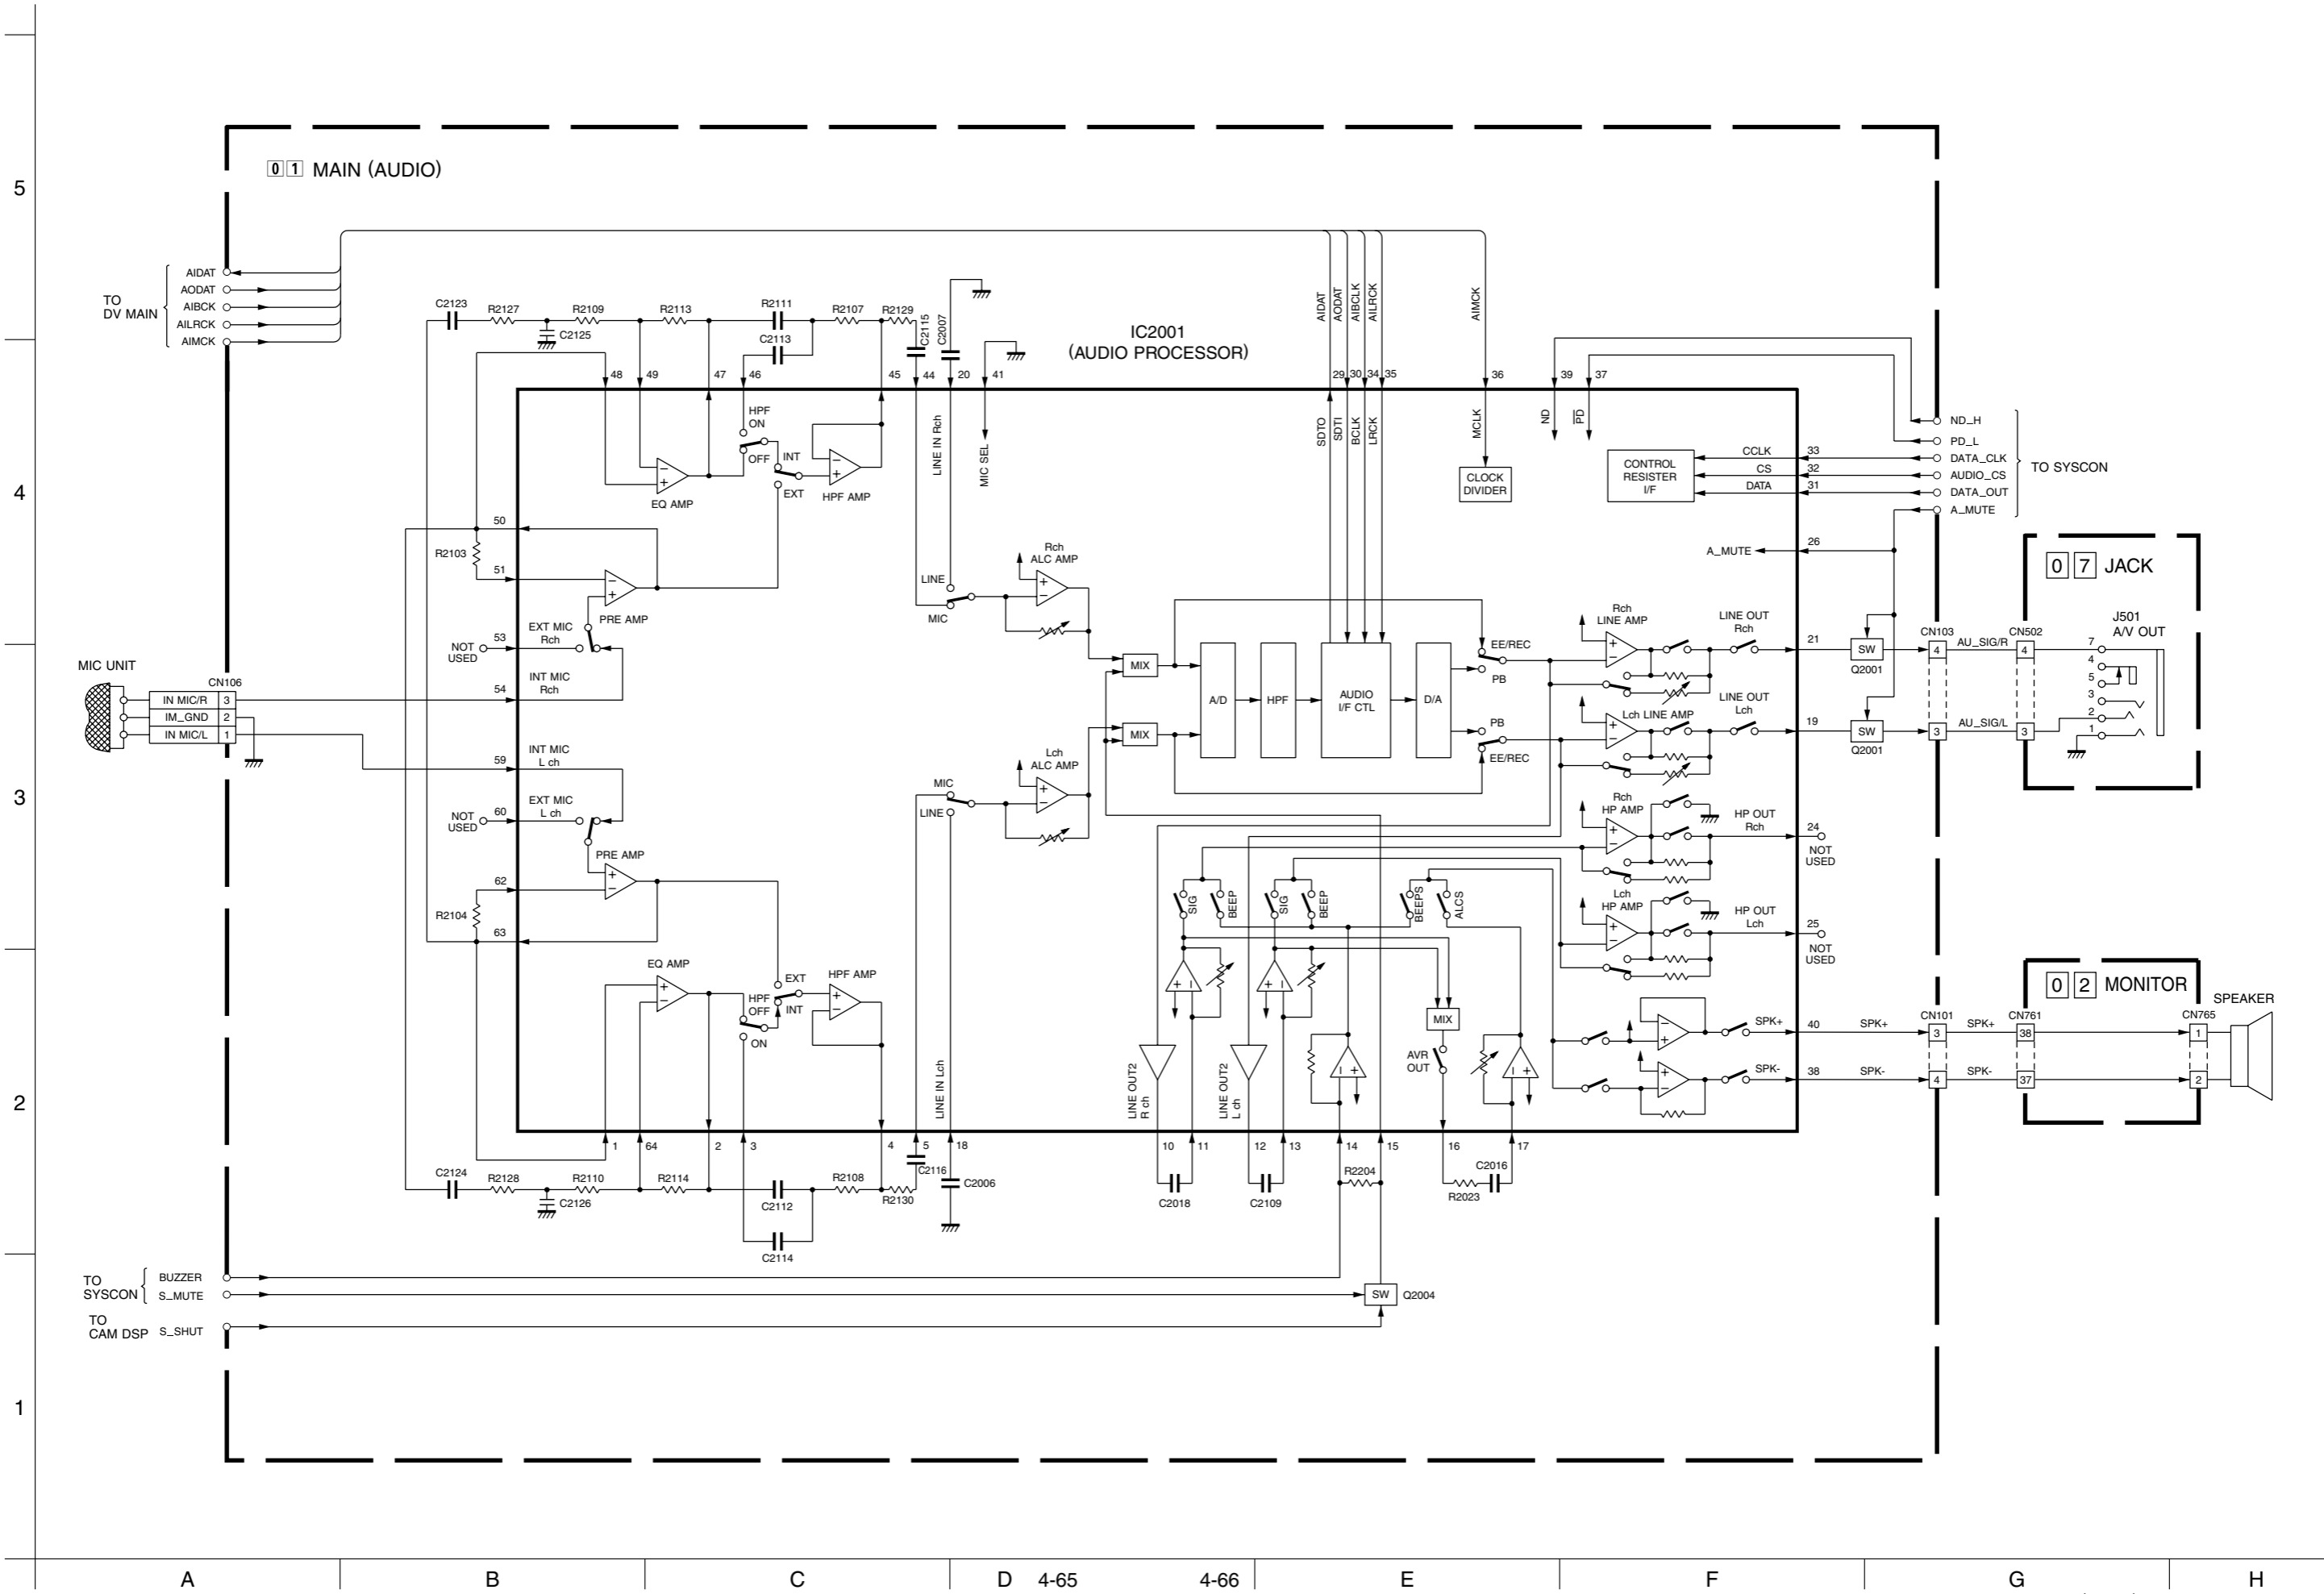 5
0 1 MAIN (AUDIO)
TO
DV MAIN
AIDAT
AODAT
AIBCK
AILRCK
AIMCK
C2123
R2127
R2109
C2125
R2113
R2111
C2113
R2107
R2129
C2115
C2007
IC2001
(AUDIO PROCESSOR)
AIDAT
AODAT
AIBCLK
AILRCK
AIMCK
48
49
47
46
45
44
20
41
29
30
34
35
36
39
37
4
HPF
ON
OFF
INT
EXT
EQ AMP
HPF AMP
LINE IN Rch
MIC SEL
SDTO
SDTI
BCLK
LRCK
MCLK
CLOCK
DIVIDER
ND
PD
CONTROL
RESISTER
I/F
CCLK
CS
DATA
33
32
31
ND_H
PD_L
DATA_CLK
AUDIO_CS
DATA_OUT
A_MUTE
TO SYSCON
50
R2103
51
PRE AMP
EXT MIC
Rch
NOT
USED
53
INT MIC
Rch
54
LINE
MIC
Rch
ALC AMP
A_MUTE
26
0 7 JACK
J501
A/V OUT
MIC UNIT
CN106
IN MIC/R 3
IM_GND 2
IN MIC/L 1
MIX
MIX
A/D
HPF
AUDIO
I/F CTL
D/A
EE/REC
PB
PB
EE/REC
Rch
LINE AMP
LINE OUT
Rch
21
SW
Q2001
CN103
4
AU_SIG/R
CN502
4
7
4
5
3
2
1
Lch LINE AMP
LINE OUT
Lch
19
SW
Q2001
3
AU_SIG/L
3
3
INT MIC
L ch
59
EXT MIC
L ch
NOT
USED
60
PRE AMP
62
R2104
63
MIC
LINE
Lch
ALC AMP
Rch
HP AMP
HP OUT
Rch
24
NOT
USED
Lch
HP AMP
HP OUT
Lch
25
NOT
USED
SIG
BEEP
SIG
BEEP
BEEPS
ALCS
2
EQ AMP
HPF
OFF
ON
EXT
INT
HPF AMP
LINE IN Lch
LINE OUT2
R ch
LINE OUT2
L ch
MIX
AVR
OUT
SPK+
40
SPK+
CN101
3
SPK+
CN761
38
0 2 MONITOR
CN765
1
SPEAKER
SPK-
38
SPK-
4
SPK-
37
2
1
64
2
3
4
5
18
10
11
12
13
14
15
16
17
C2124
R2128
R2110
C2126
R2114
C2112
C2114
R2108
R2130
C2116
C2006
C2018
C2109
R2204
R2023
C2016
TO
SYSCON
BUZZER
S_MUTE
TO
CAM DSP
S_SHUT
SW
Q2004
1
A
B
C
D
4-65
4-66
E
F
G
H